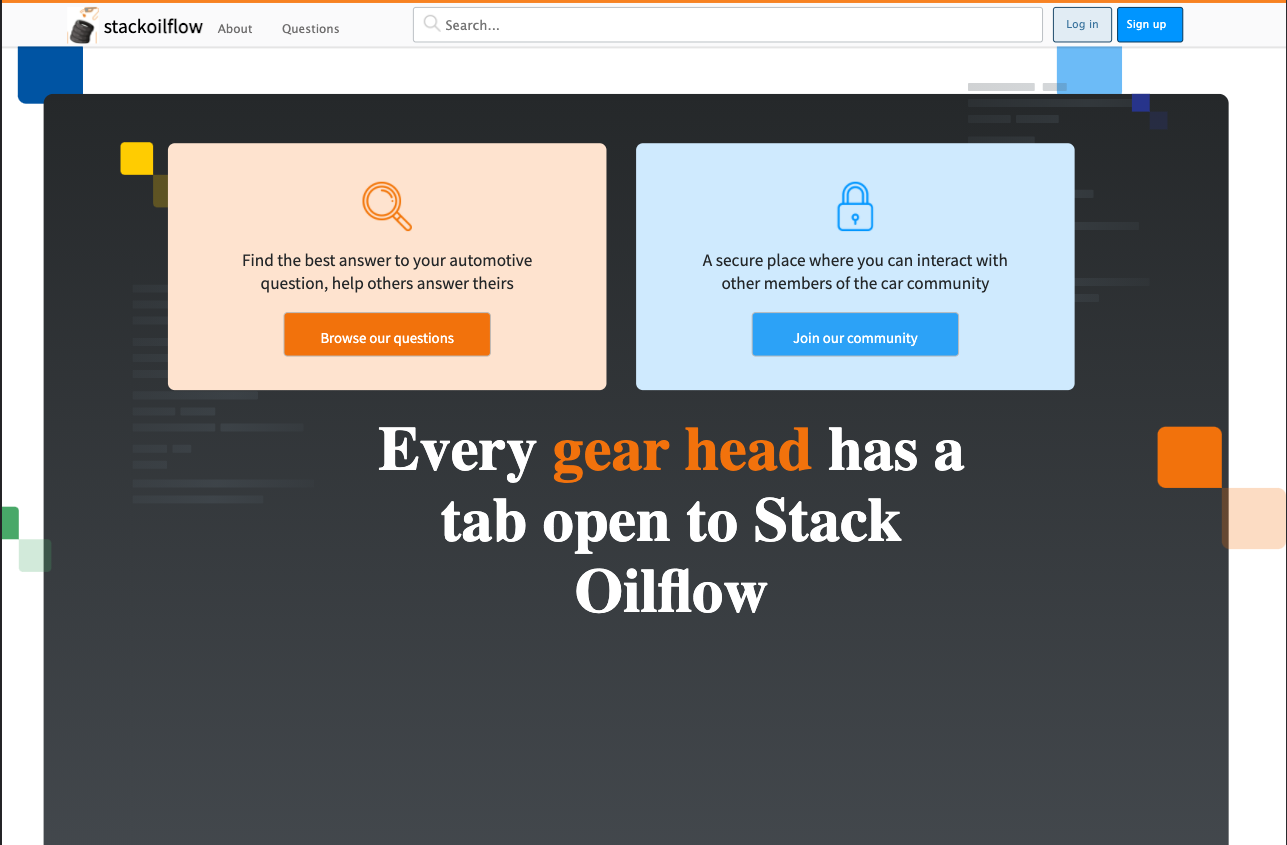 stackoilflow
About
Questions
Search...
Log in
Sign up
Find the best answer to your automotive
question, help others answer theirs
Browse our questions
A secure place where you can interact with
other members of the car community
Join our community
Every gear head has a
tab open to Stack
Oilflow